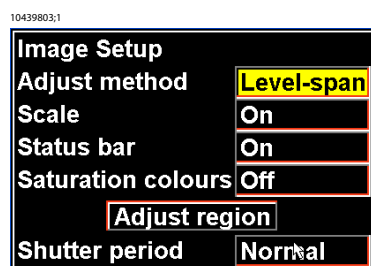 10439803;1
Image Setup
Adjust method Level-span
Scale On
Status bar On
Saturation colours Off
Adjust region
Shutter period Normal